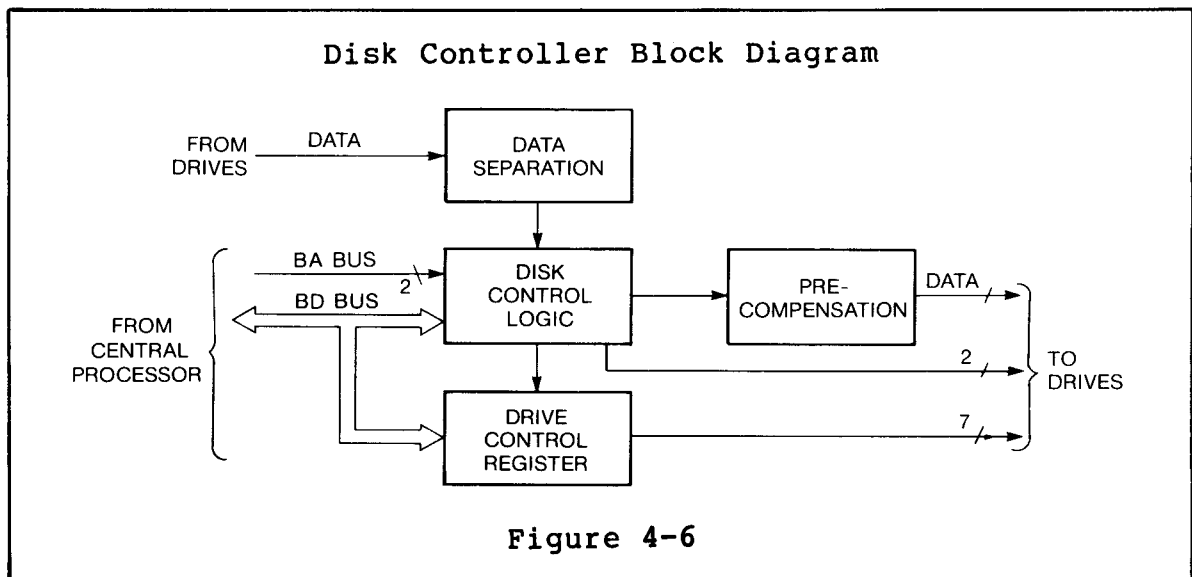 Disk Controller Block Diagram
FROM
DRIVES
DATA
DATA
SEPARATION
FROM
CENTRAL
PROCESSOR
BA BUS
2
BD BUS
DISK
CONTROL
LOGIC
PRE-
COMPENSATION
DATA
2
TO
DRIVES
DRIVE
CONTROL
REGISTER
7
Figure 4-6